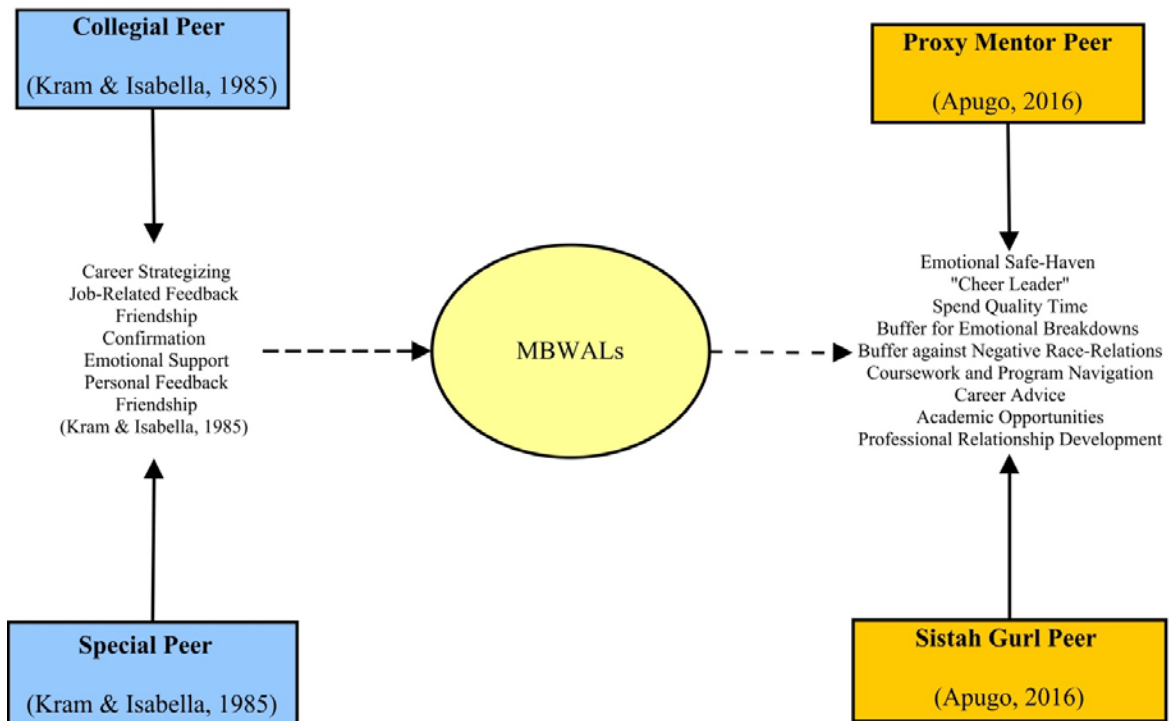 Collegial Peer
(Kram & Isabella, 1985)
Career Strategizing
Job-Related Feedback
Friendship
Confirmation
Emotional Support
Personal Feedback
Friendship
(Kram & Isabella, 1985)
Special Peer
(Kram & Isabella, 1985)
MBWALs
Proxy Mentor Peer
(Apugo, 2016)
Emotional Safe-Haven
"Cheer Leader"
Spend Quality Time
Buffer for Emotional Breakdowns
Buffer against Negative Race-Relations
Coursework and Program Navigation
Career Advice
Academic Opportunities
Professional Relationship Development
Sistah Gurl Peer
(Apugo, 2016)